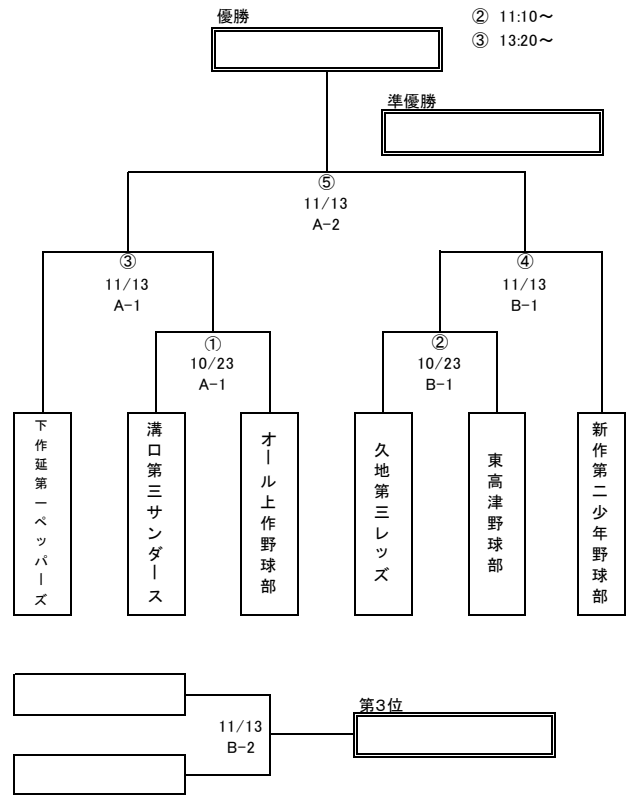 優勝
② 11:10～
③ 13:20～
準優勝
⑤
11/13
A-2
③
11/13
A-1
④
11/13
B-1
①
10/23
A-1
②
10/23
B-1
下作延第一ペッパーズ
溝口第三サンダース
オール上作野球部
久地第三レッズ
東高津野球部
新作第二少年野球部
第3位
11/13
B-2